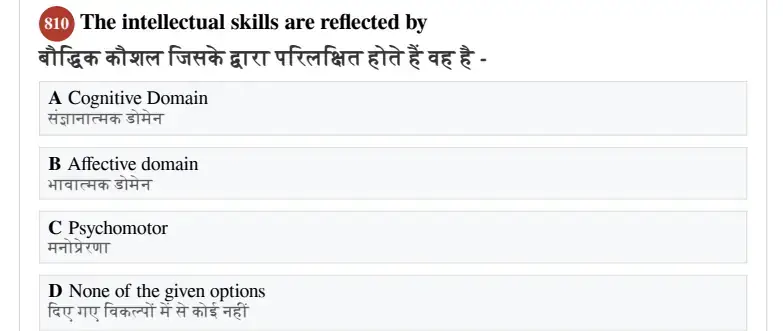 810 The intellectual skills are reflected by
बौद्धिक कौशल जिसके द्वारा परिलक्षित होते हैं वह है -
A Cognitive Domain
संज्ञानात्मक डोमेन
B Affective domain
भावात्मक डोमेन
C Psychomotor
मनोप्रेरणा
D None of the given options
दिए गए विकल्पों में से कोई नहीं